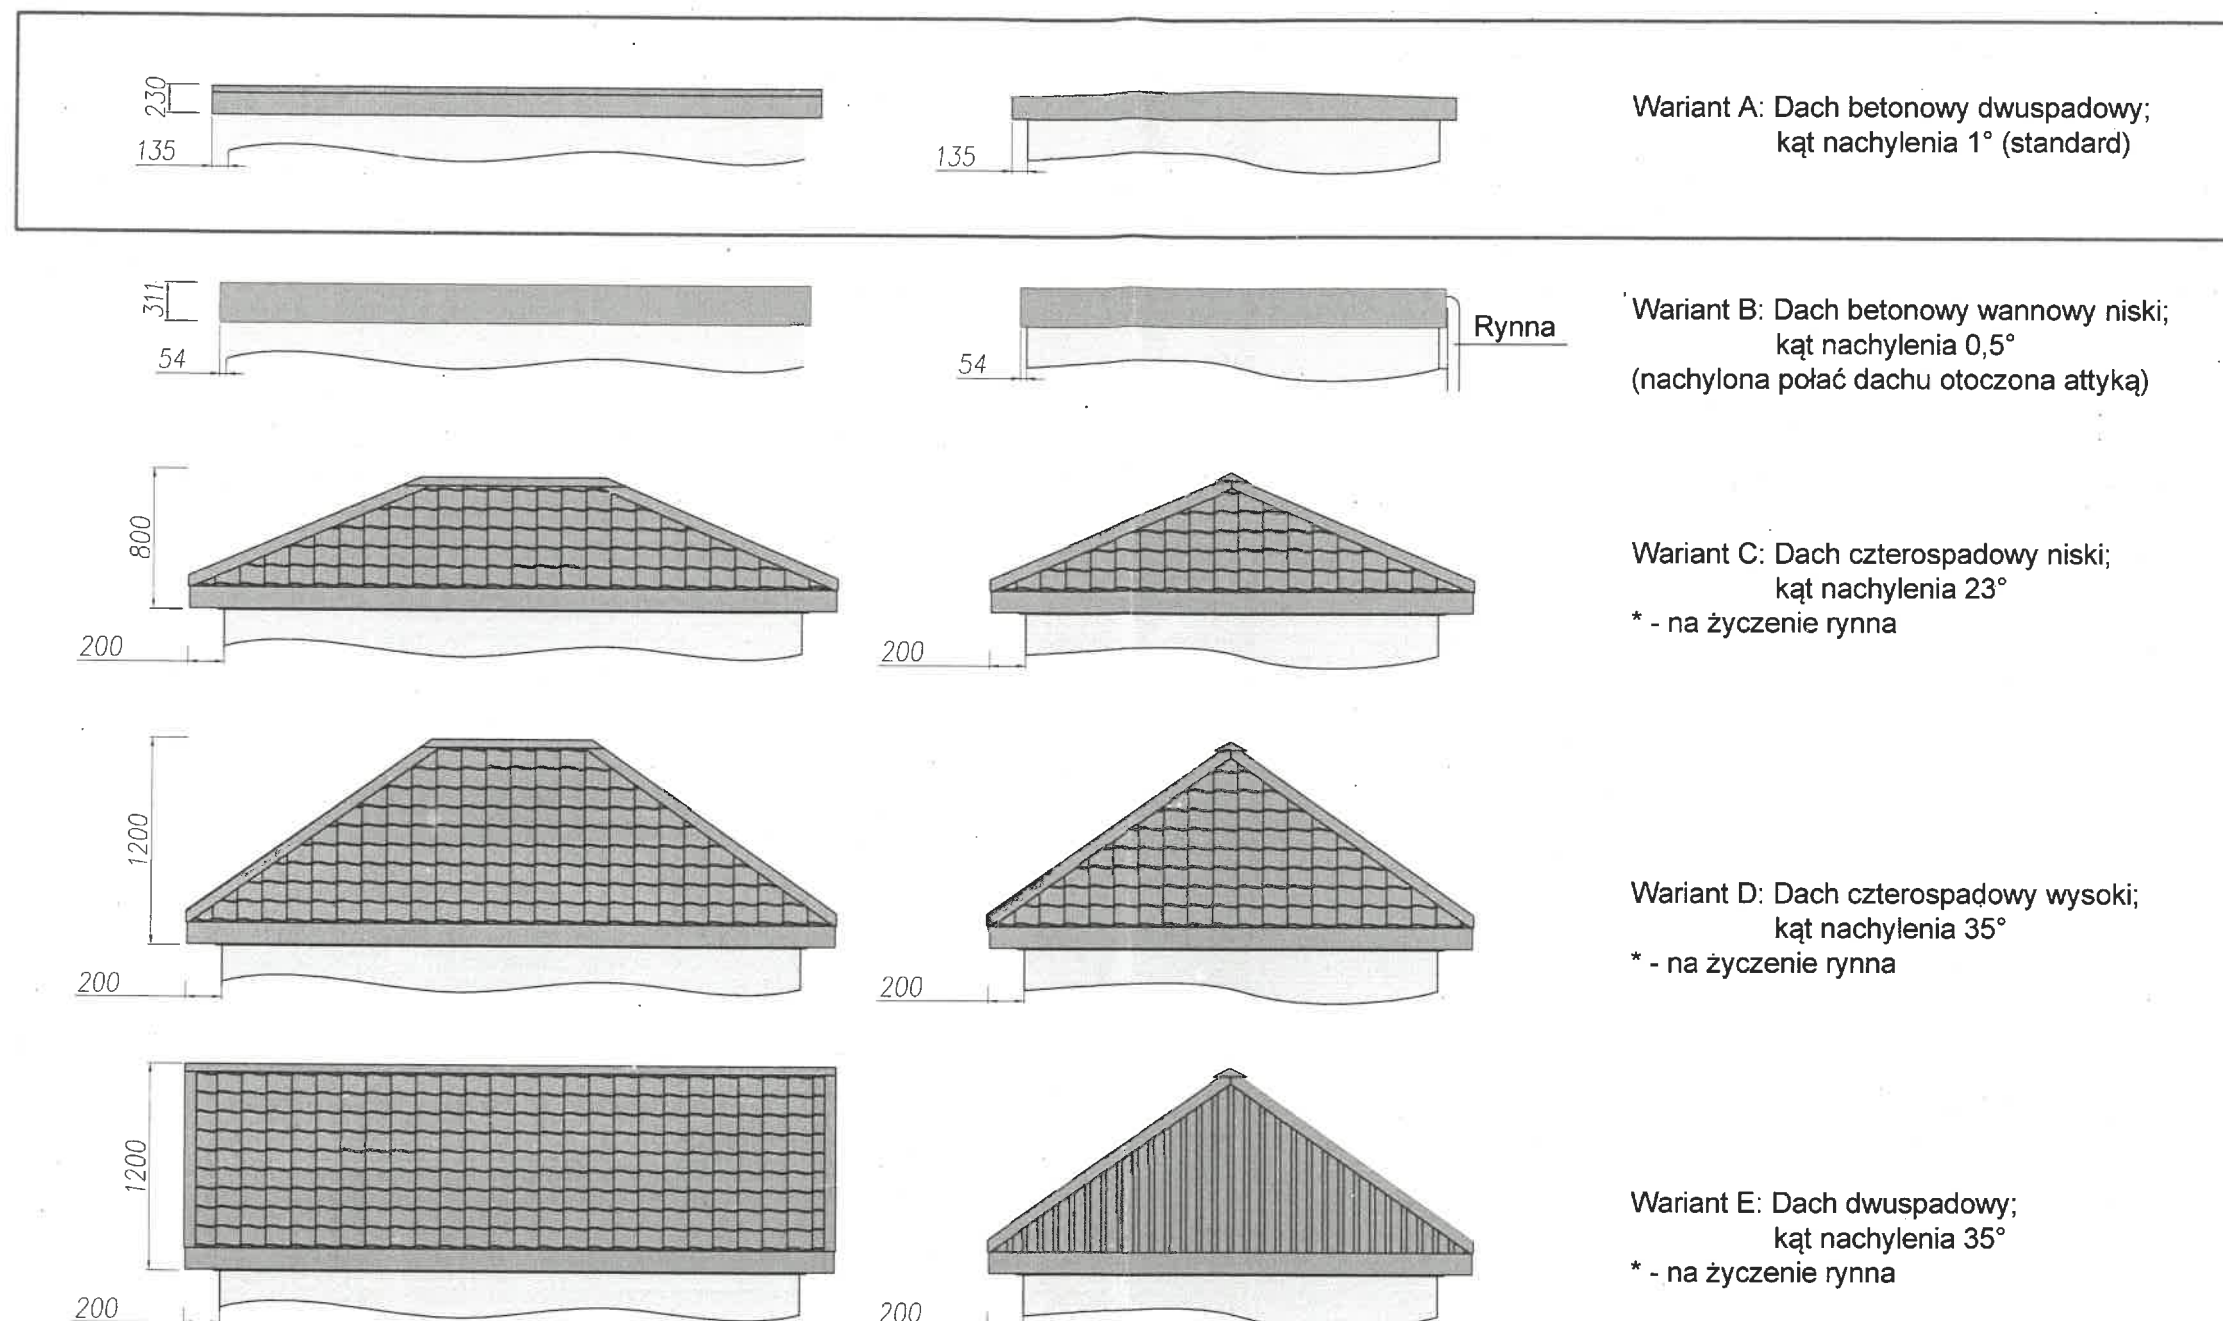 230
135
135
Wariant A: Dach betonowy dwuspadowy;
kąt nachylenia 1° (standard)
311
54
54
Rynna
Wariant B: Dach betonowy wannowy niski;
kąt nachylenia 0,5°
(nachylona połać dachu otoczona attyką)
800
200
200
Wariant C: Dach czterospadowy niski;
kąt nachylenia 23°
* - na życzenie rynna
1200
200
200
Wariant D: Dach czterospadowy wysoki;
kąt nachylenia 35°
* - na życzenie rynna
1200
200
200
Wariant E: Dach dwuspadowy;
kąt nachylenia 35°
* - na życzenie rynna